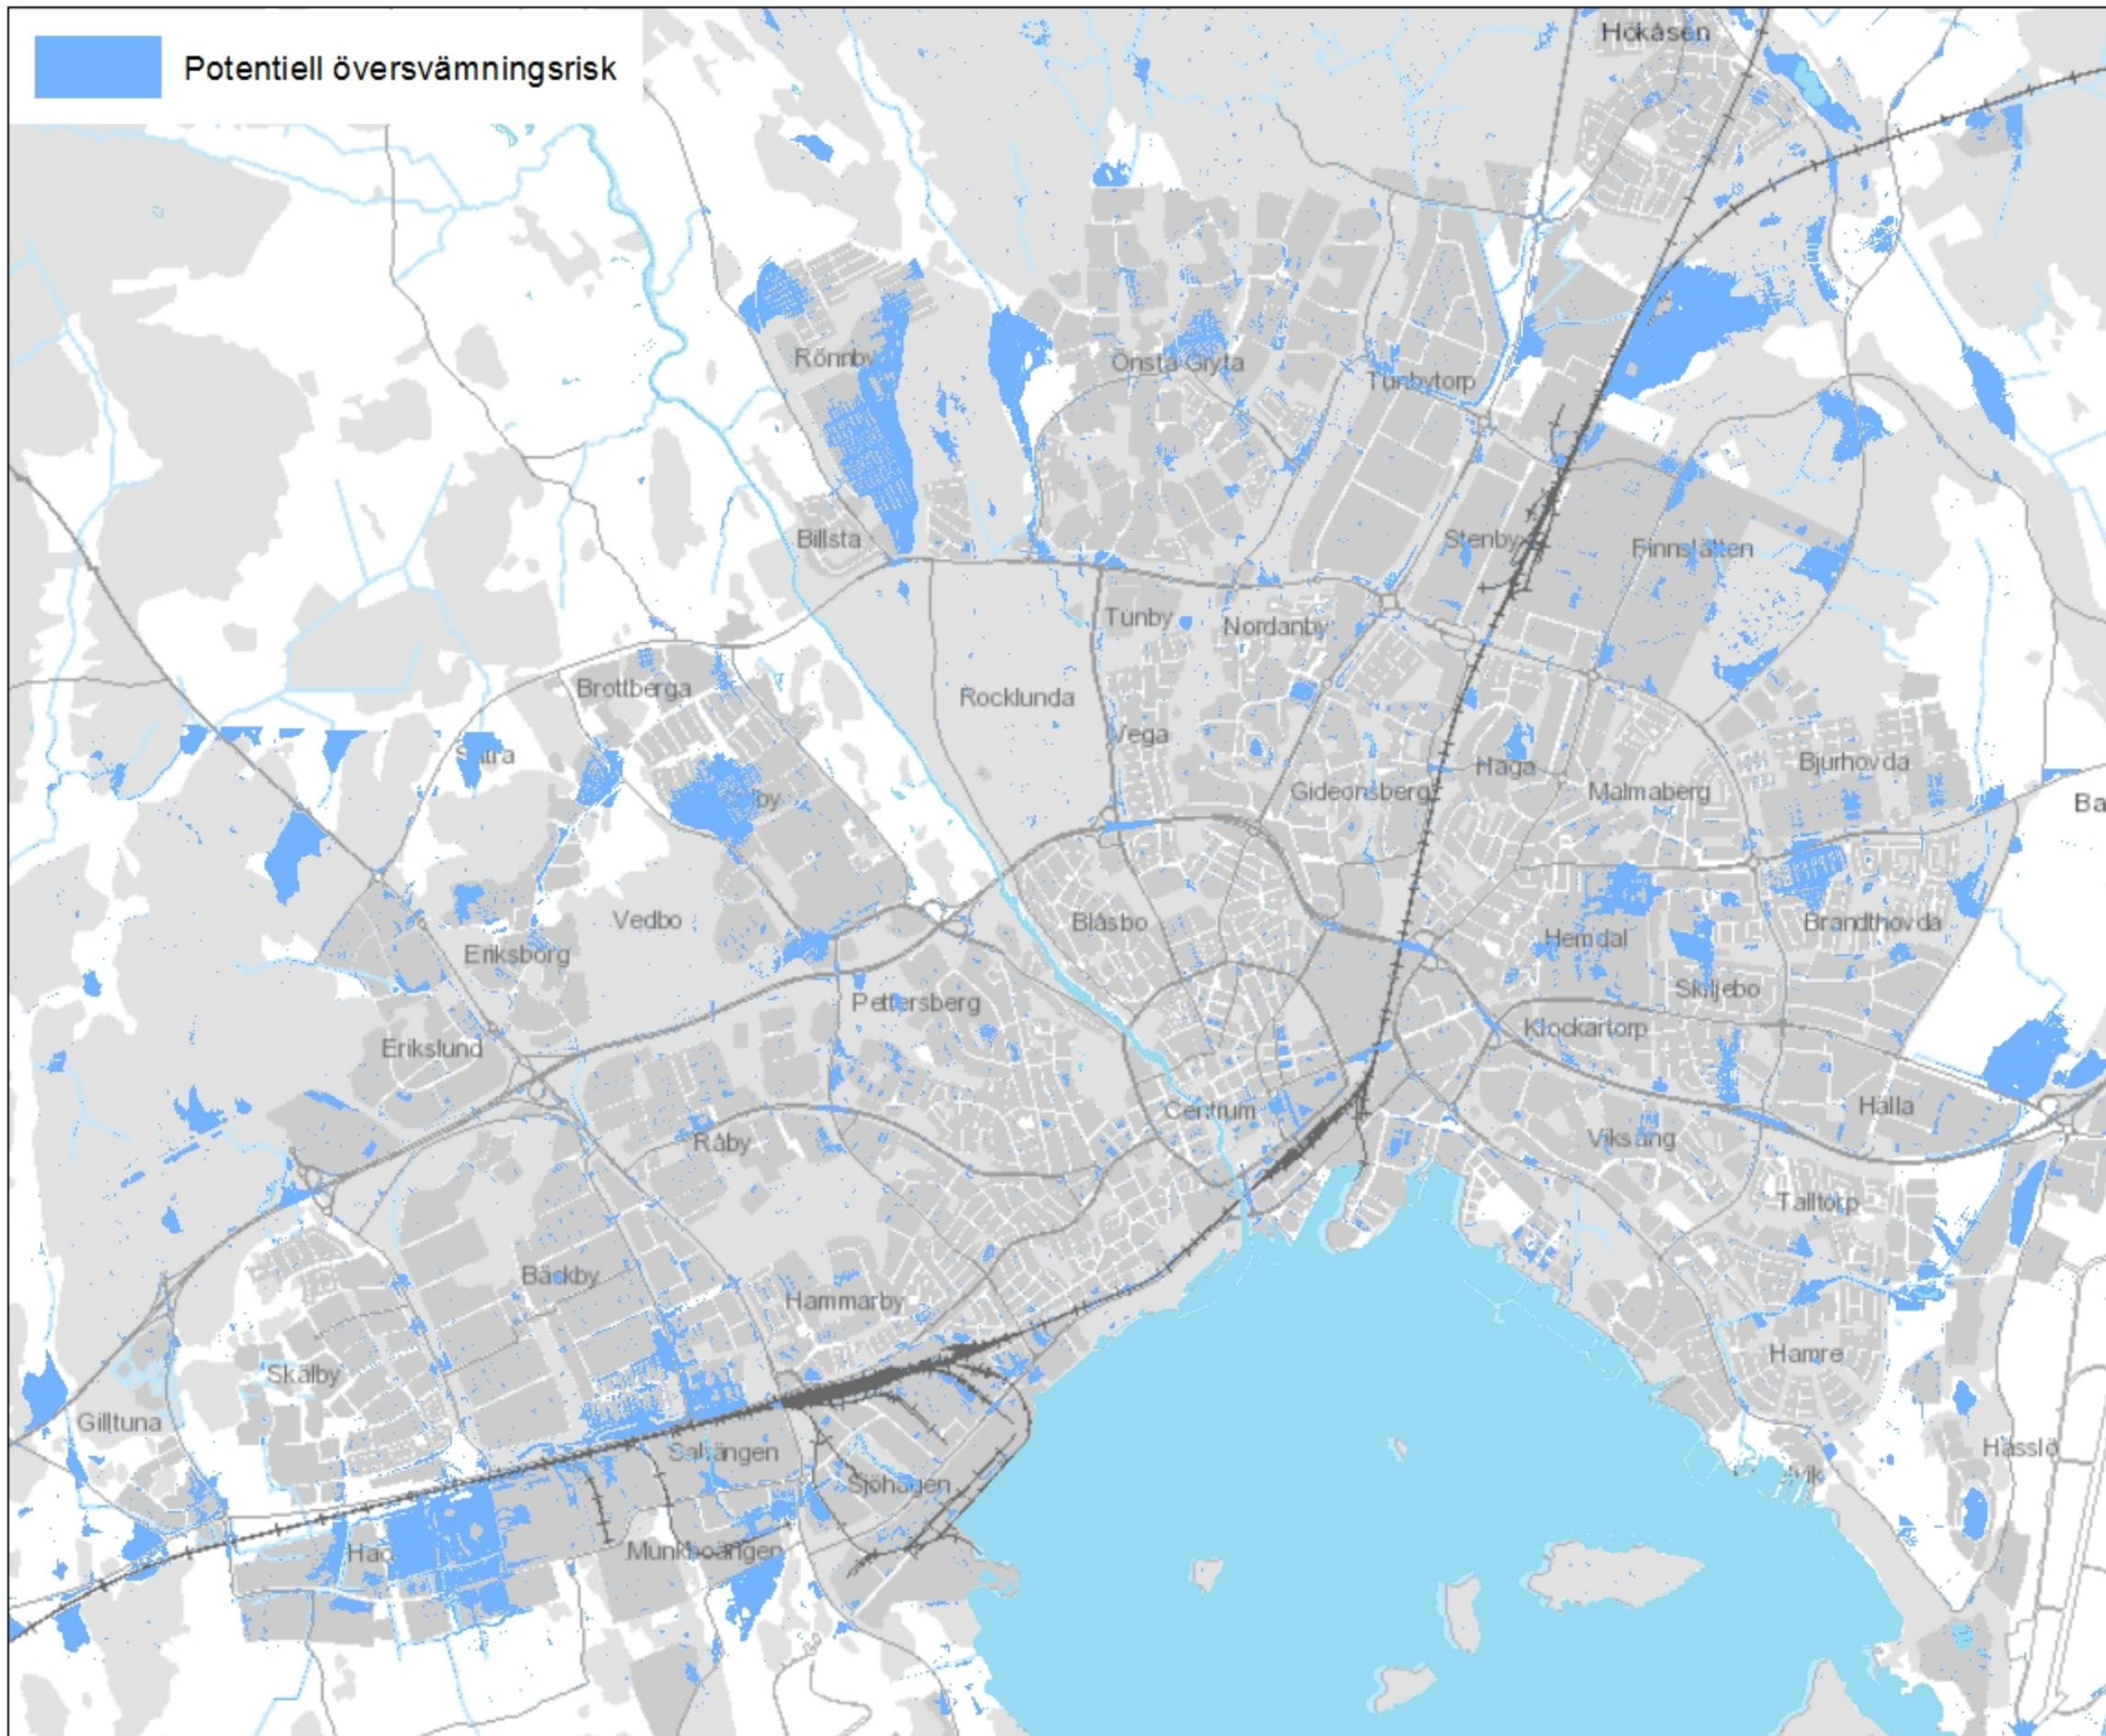 Potentiell översvämningsrisk
Hökåsen
Rönnby
Önsta Gryta
Tunbytorp
Billsta
Stenby
Finnslätten
Tunby
Nordanby
Brottberga
Rocklunda
Vega
Gideonsberg
Haga
Malmaberg
Bjurhovda
Vedbo
Eriksborg
Blåsbo
Hemdal
Brandthovda
Skiljebo
Pettersberg
Klockartorp
Erikslund
Råby
Centrum
Viksäng
Hälla
Talltorp
Bäckby
Hammarby
Hamre
Skälby
Gilltuna
Saltängen
Sjöhagen
Hässlö
Munkboängen